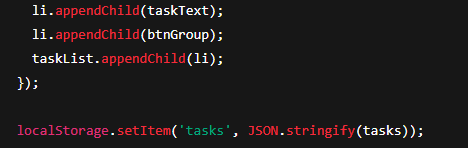 li.appendChild(taskText);
li.appendChild(btnGroup);
taskList.appendChild(li);
});
localStorage.setItem('tasks', JSON.stringify(tasks));